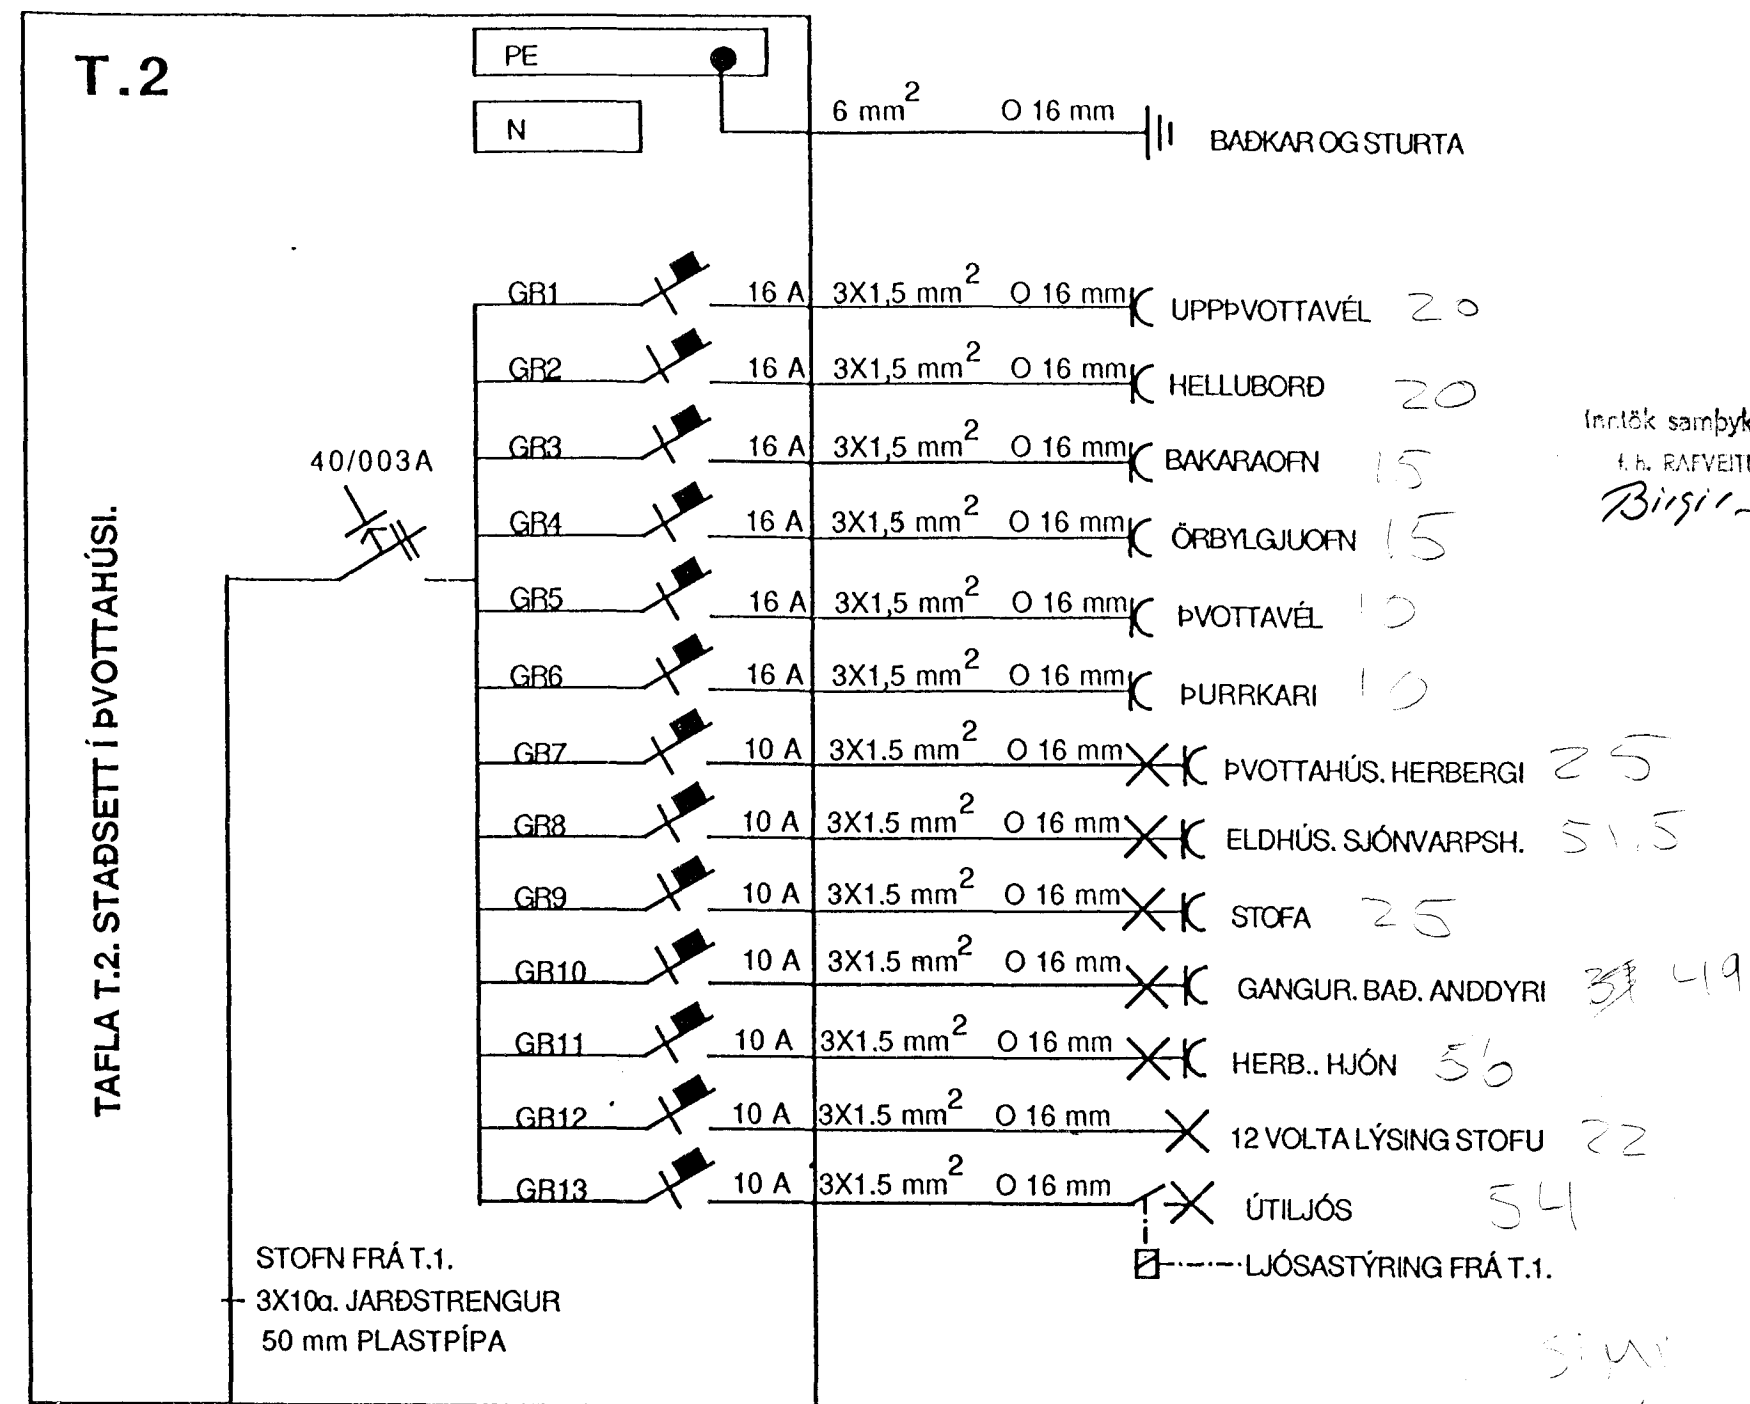 T.2
PE
N
6 mm² O 16 mm BAÐKAR OG STURTA
GR1 16 A 3X1,5 mm² O 16 mm UPPÞVOTTAVÉL 20
GR2 16 A 3X1,5 mm² O 16 mm HELLUBORÐ 20
GR3 16 A 3X1,5 mm² O 16 mm BAKARAOFN 15
GR4 16 A 3X1,5 mm² O 16 mm ÖRBYLGJUOFN 15
GR5 16 A 3X1,5 mm² O 16 mm ÞVOTTAVÉL 10
GR6 16 A 3X1,5 mm² O 16 mm ÞURRKARI 10
GR7 10 A 3X1.5 mm² O 16 mm ÞVOTTAHÚS. HERBERGI 25
GR8 10 A 3X1.5 mm² O 16 mm ELDHÚS. SJÓNVARPSH. 51.5
GR9 10 A 3X1.5 mm² O 16 mm STOFA 25
GR10 10 A 3X1.5 mm² O 16 mm GANGUR. BAÐ. ANDDYRI 49
GR11 10 A 3X1.5 mm² O 16 mm HERB.. HJÓN 56
GR12 10 A 3X1.5 mm² O 16 mm 12 VOLTA LÝSING STOFU 22
GR13 10 A 3X1.5 mm² O 16 mm ÚTILJÓS 54
LJÓSASTÝRING FRÁ T.1.
40/003A
TAFLA T.2. STAÐSETT Í ÞVOTTAHÚSI.
STOFN FRÁ T.1.
3X10q. JARÐSTRENGUR
50 mm PLASTPÍPA
Inntök samþyk
f. h. RAFVEIT
Birgir